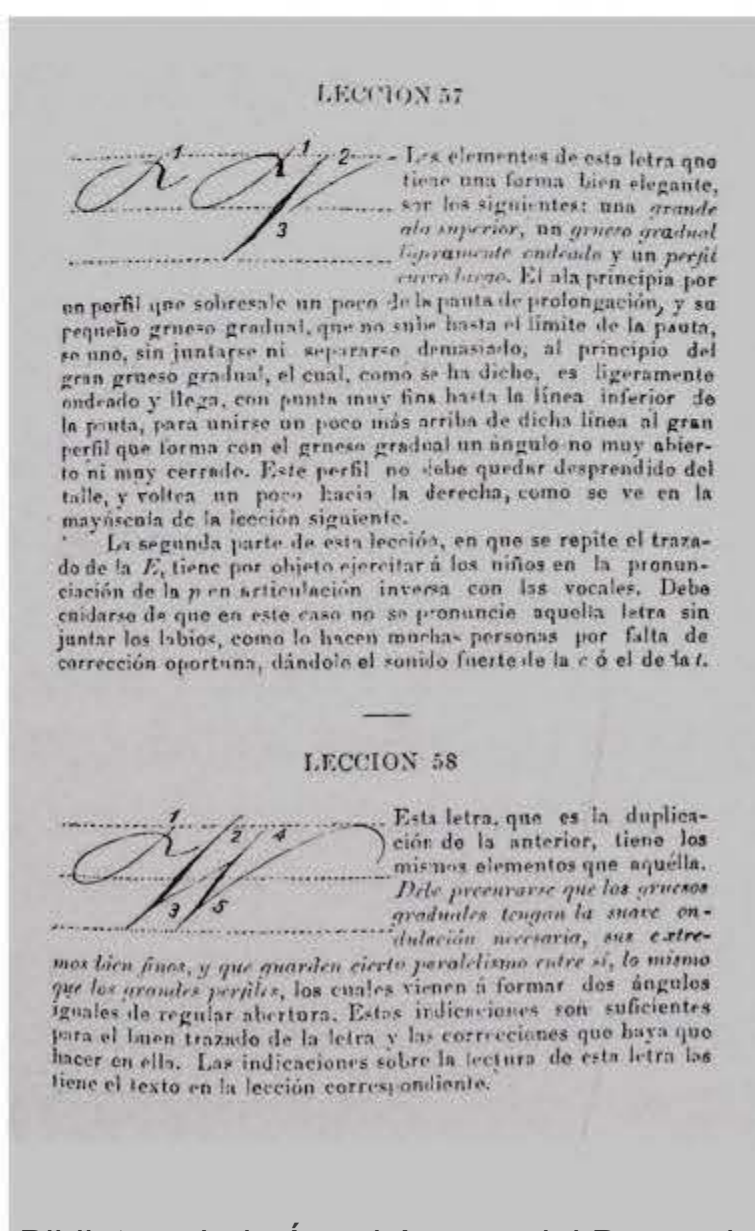 LECCION 57
1 1 2 3
Los elementos de esta letra que
tiene una forma bien elegante,
son los siguientes: una grande
ala superior, un grueso gradual
ligeramente ondeado y un perfil
curvo largo. El ala principia por
un perfil que sobresale un poco de la pauta de prolongación, y su
pequeño grueso gradual, que no sube hasta el límite de la pauta,
se une, sin juntarse ni separarse demasiado, al principio del
gran grueso gradual, el cual, como se ha dicho, es ligeramente
ondeado y llega, con punta muy fina hasta la línea inferior de
la pauta, para unirse un poco más arriba de dicha línea al gran
perfil que forma con el grueso gradual un ángulo no muy abier-
to ni muy cerrado. Este perfil no debe quedar desprendido del
talle, y voltea un poco hacia la derecha, como se ve en la
mayúscula de la lección siguiente.
La segunda parte de esta lección, en que se repite el traza-
do de la E, tiene por objeto ejercitar á los niños en la pronun-
ciación de la p en articulación inversa con las vocales. Debe
cuidarse de que en este caso no se pronuncie aquella letra sin
juntar los labios, como lo hacen muchas personas por falta de
corrección oportuna, dándole el sonido fuerte de la c ó el de la t.
LECCION 58
1 2 4 3 5
Esta letra, que es la duplica-
ción de la anterior, tiene los
mismos elementos que aquélla.
Debe procurarse que los gruesos
graduales tengan la suave on-
dulación necesaria, sus extre-
mos bien finos, y que guarden cierto paralelismo entre sí, lo mismo
que los grandes perfiles, los cuales vienen á formar dos ángulos
iguales de regular abertura. Estas indicaciones son suficientes
para el buen trazado de la letra y las correcciones que haya que
hacer en ella. Las indicaciones sobre la lectura de esta letra las
tiene el texto en la lección correspondiente.